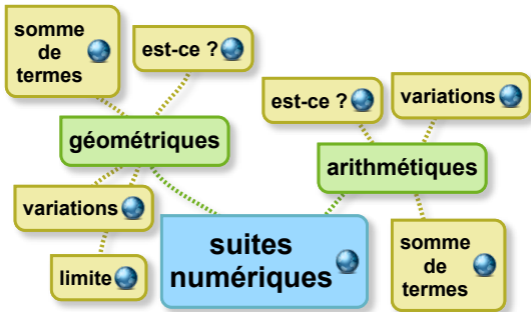 somme
de
termes
est-ce ?
géométriques
variations
limite
suites
numériques
est-ce ?
variations
arithmétiques
somme
de
termes